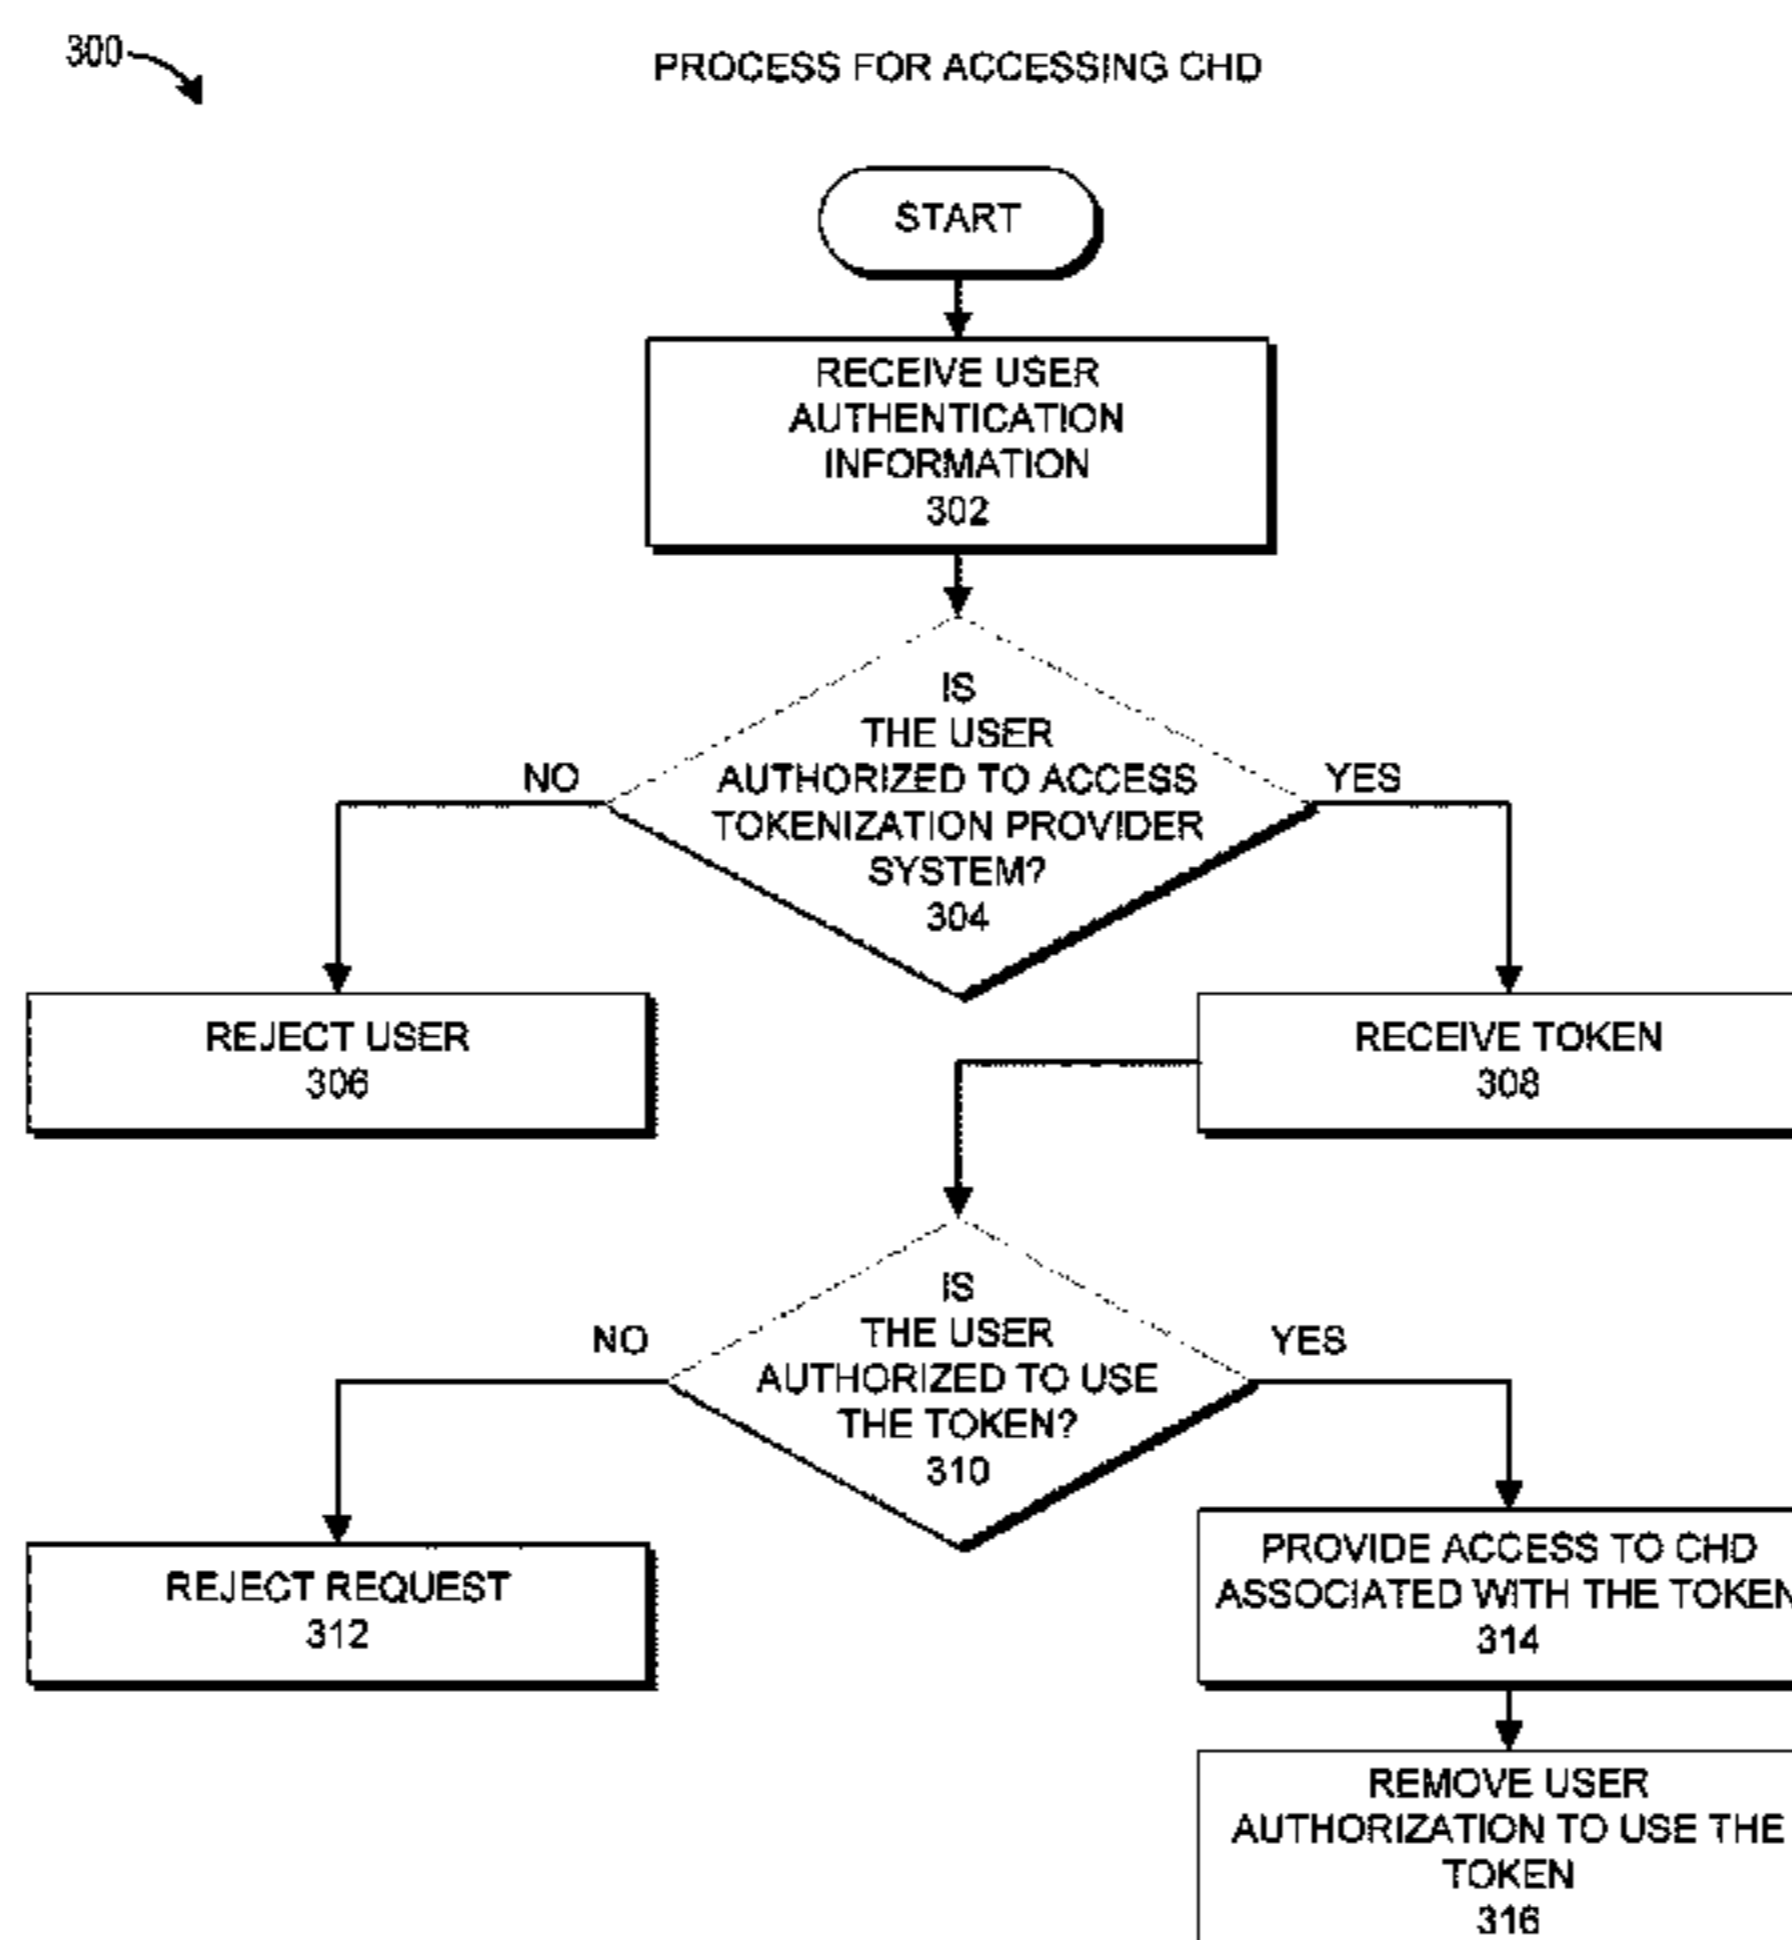 300
PROCESS FOR ACCESSING CHD
START
RECEIVE USER
AUTHENTICATION
INFORMATION
302
IS
THE USER
AUTHORIZED TO ACCESS
TOKENIZATION PROVIDER
SYSTEM?
304
NO
YES
REJECT USER
306
RECEIVE TOKEN
308
IS
THE USER
AUTHORIZED TO USE
THE TOKEN?
310
NO
YES
REJECT REQUEST
312
PROVIDE ACCESS TO CHD
ASSOCIATED WITH THE TOKEN
314
REMOVE USER
AUTHORIZATION TO USE THE
TOKEN
316